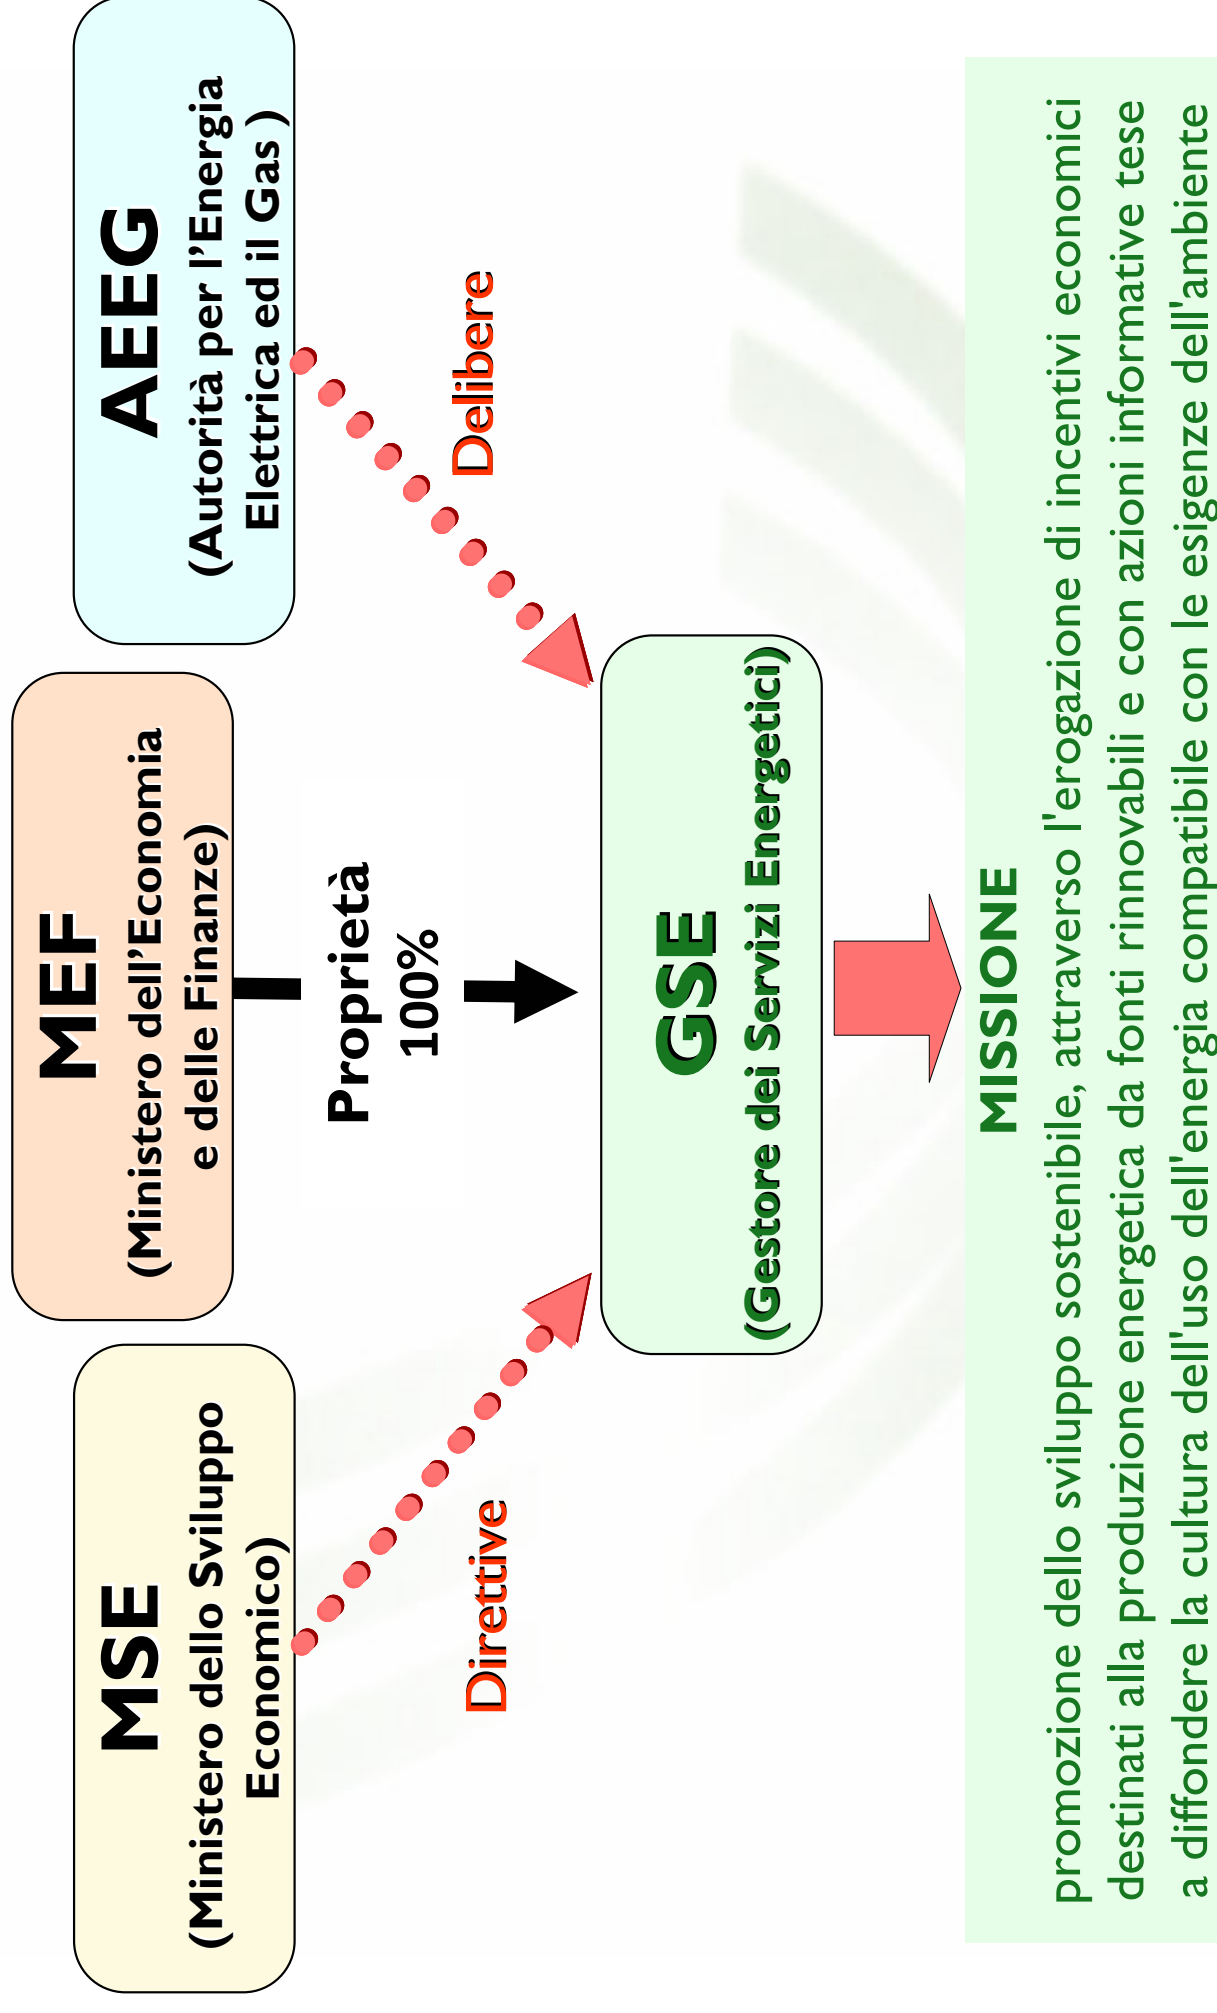 MSE
(Ministero dello Sviluppo
Economico)
MEF
(Ministero dell’Economia
e delle Finanze)
AEEG
(Autorità per l’Energia
Elettrica ed il Gas )
Direttive
Proprietà
100%
Delibere
GSE
(Gestore dei Servizi Energetici)
MISSIONE
promozione dello sviluppo sostenibile, attraverso l'erogazione di incentivi economici
destinati alla produzione energetica da fonti rinnovabili e con azioni informative tese
a diffondere la cultura dell'uso dell'energia compatibile con le esigenze dell'ambiente